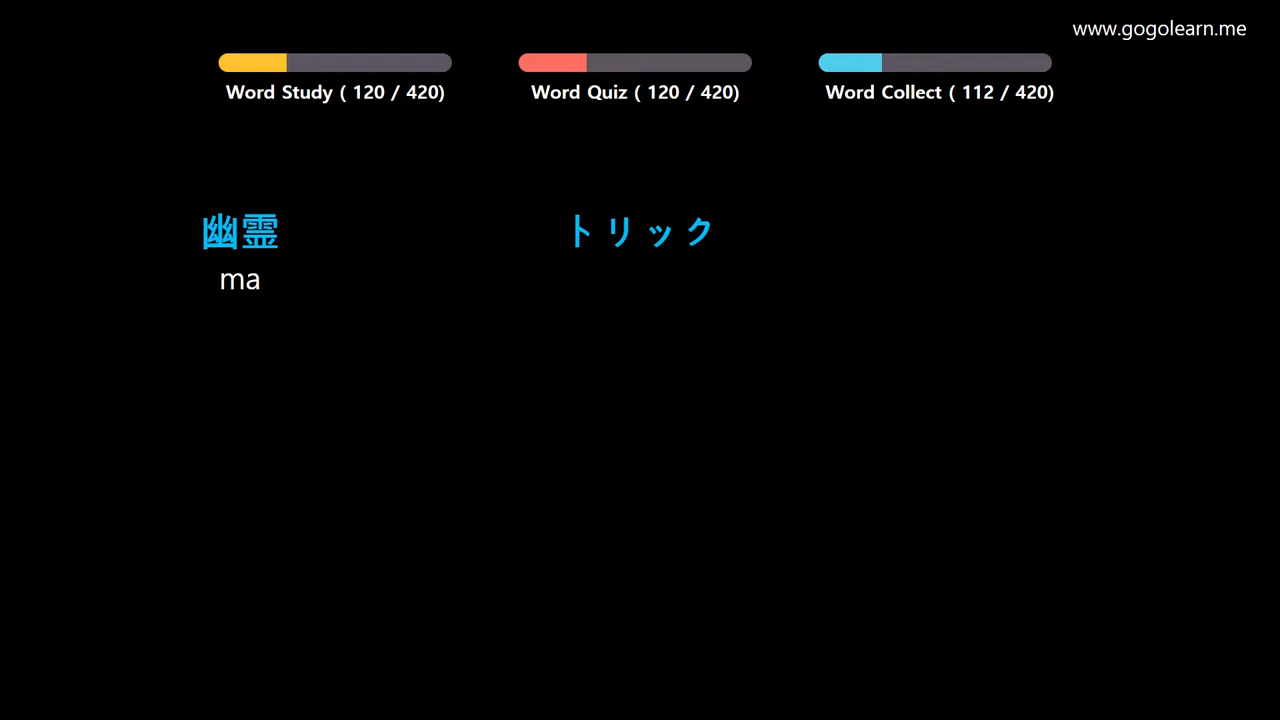 www.gogolearn.me
Word Study ( 120 / 420)
Word Quiz ( 120 / 420)
Word Collect ( 112 / 420)
幽霊
トリック
ma